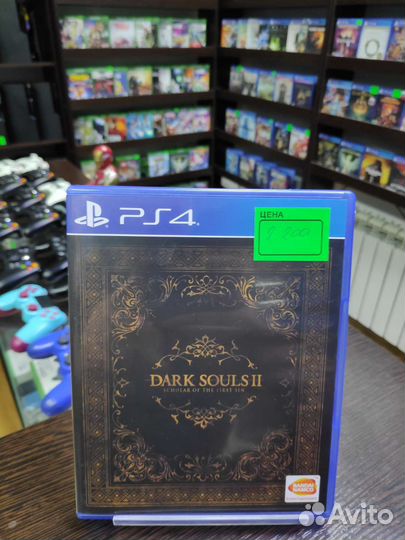 PS4
ЦЕНА
DARK SOULS II
SCHOLAR OF THE FIRST SIN
BANDAI
NAMCO
Avito